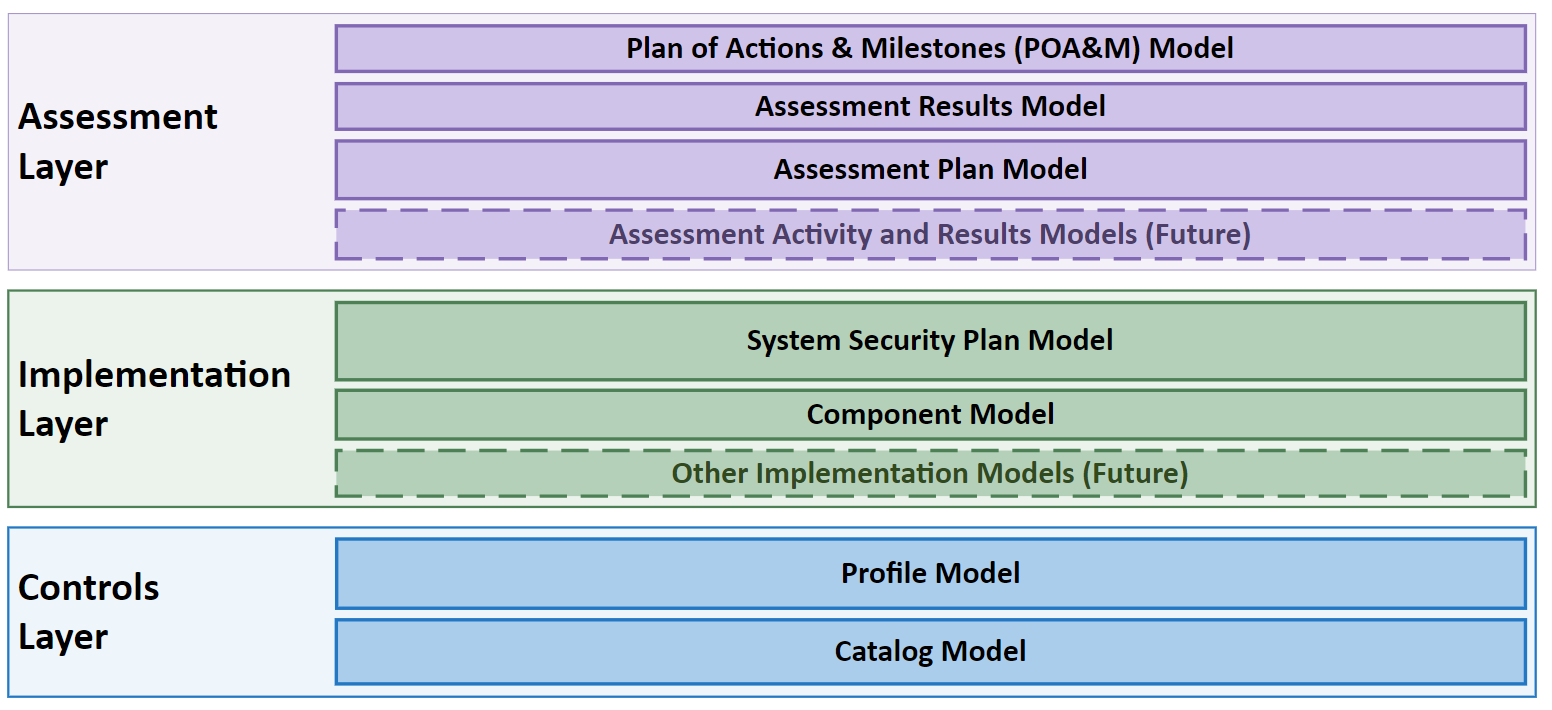 Assessment
Layer
Plan of Actions & Milestones (POA&M) Model
Assessment Results Model
Assessment Plan Model
Assessment Activity and Results Models (Future)
Implementation
Layer
System Security Plan Model
Component Model
Other Implementation Models (Future)
Controls
Layer
Profile Model
Catalog Model